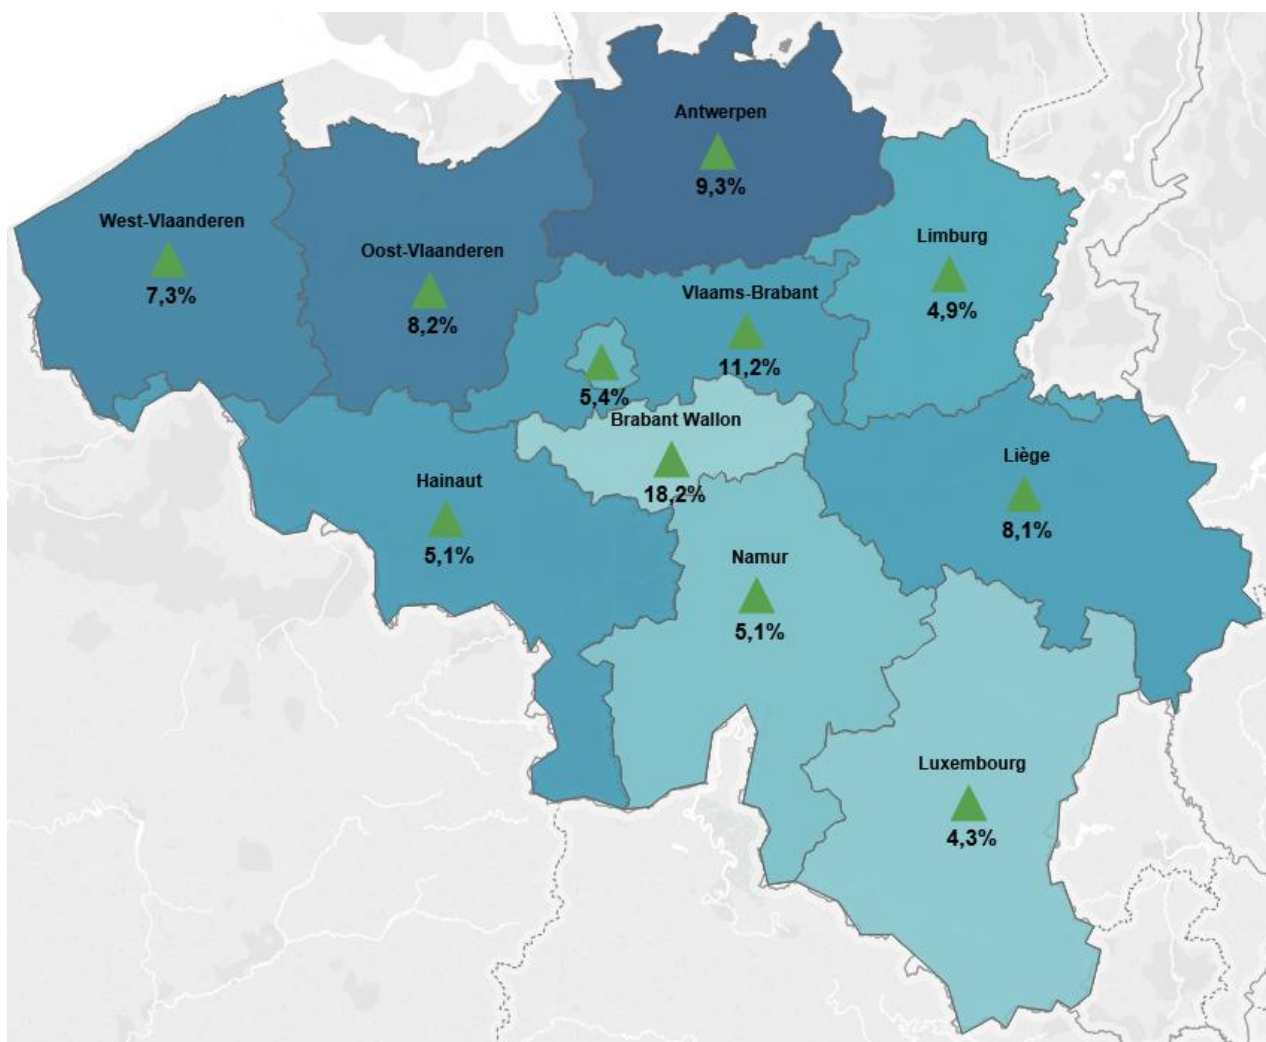 Antwerpen
9,3%
West-Vlaanderen
7,3%
Oost-Vlaanderen
8,2%
Limburg
4,9%
Vlaams-Brabant
11,2%
5,4%
Brabant Wallon
18,2%
Hainaut
5,1%
Liège
8,1%
Namur
5,1%
Luxembourg
4,3%